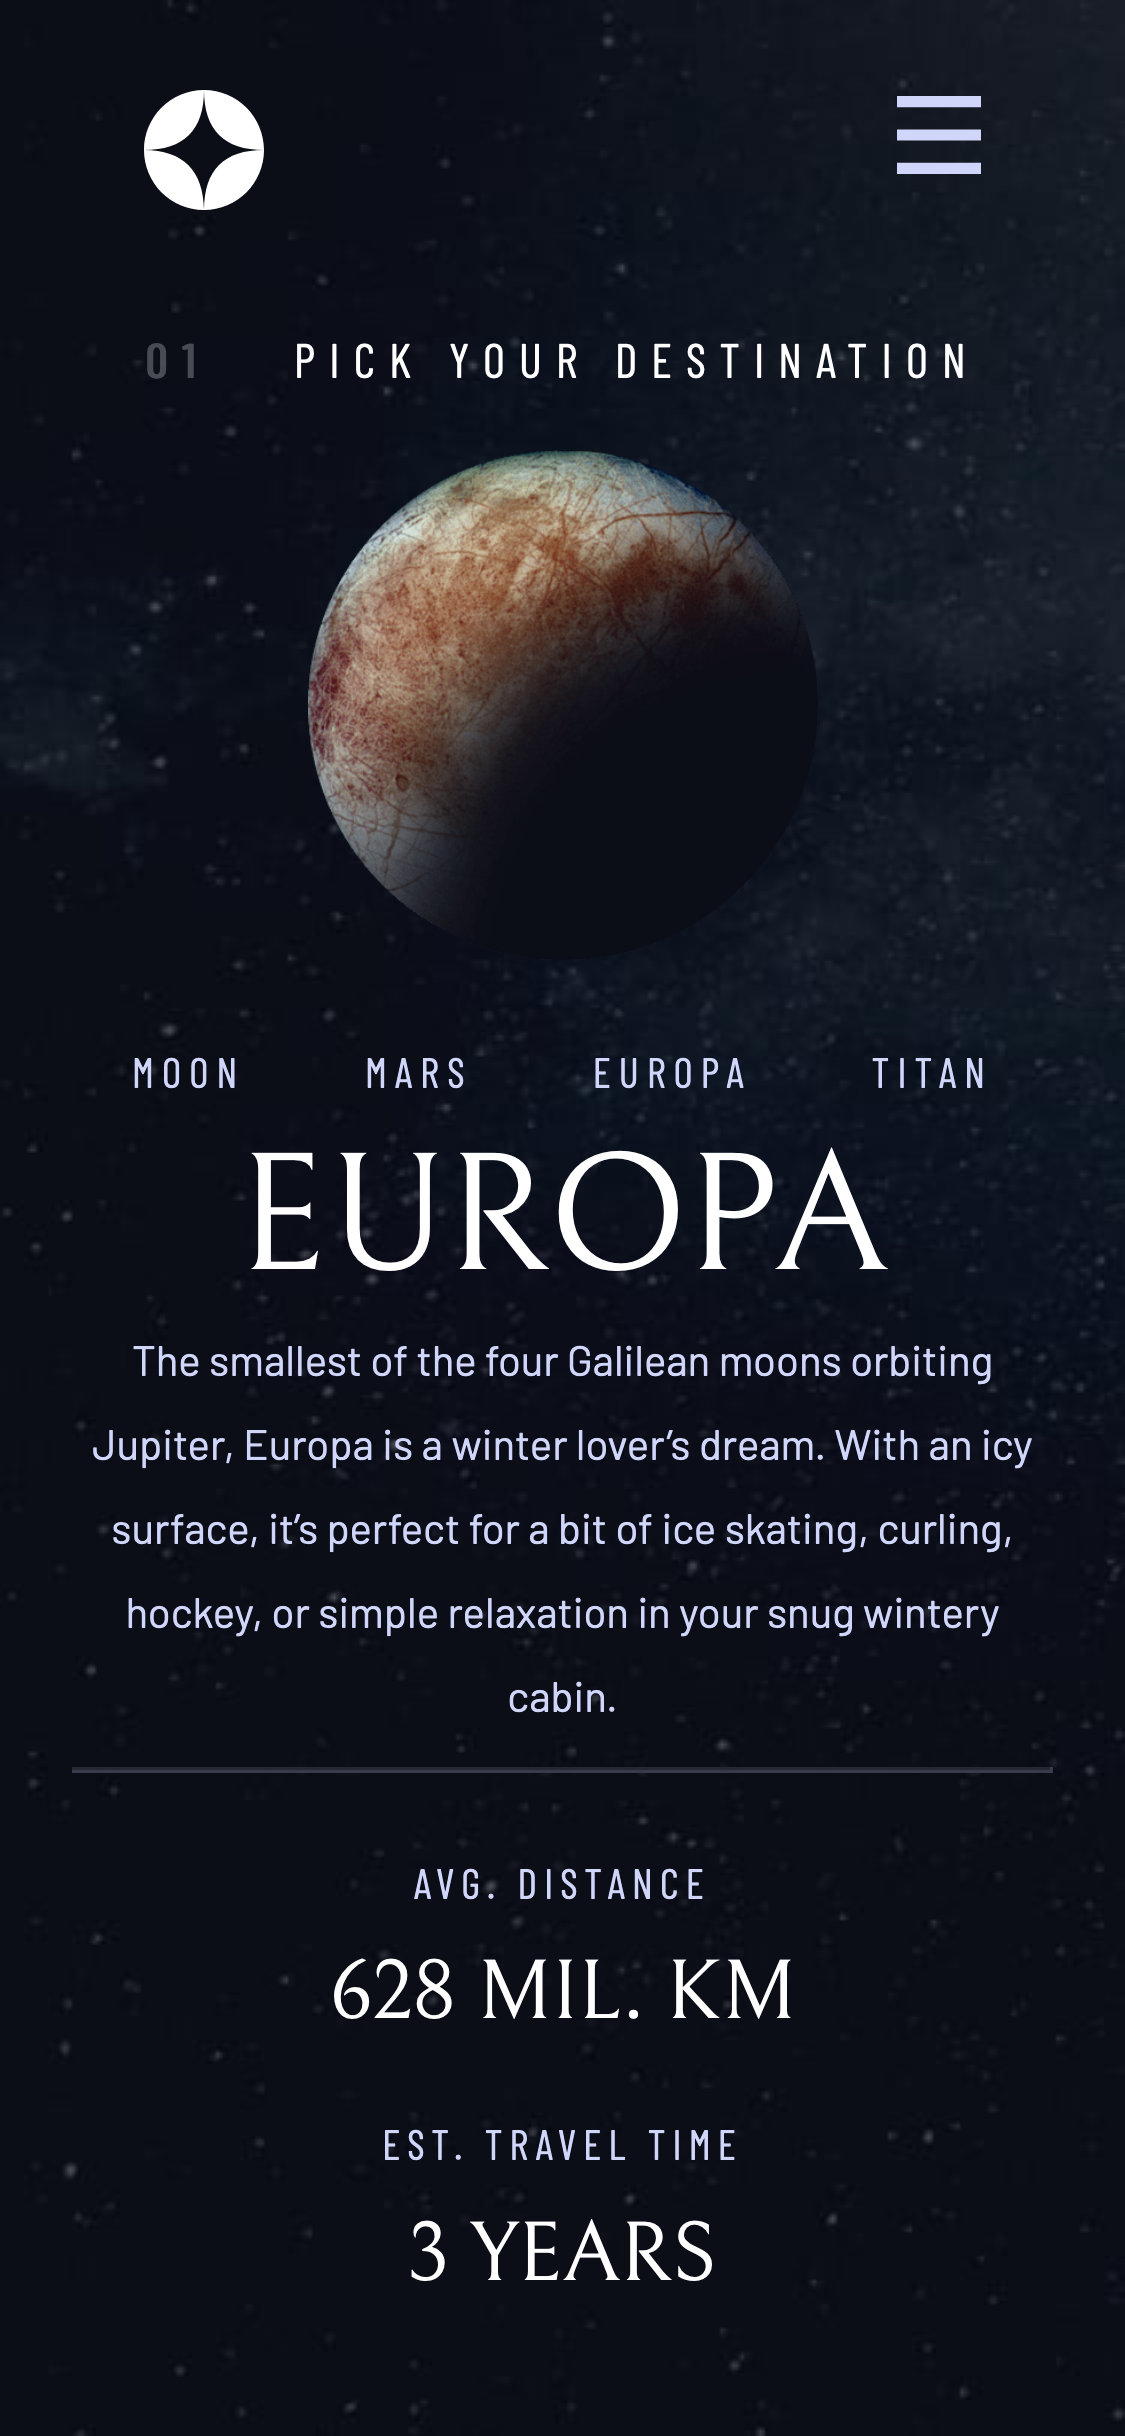 01 PICK YOUR DESTINATION
MOON MARS EUROPA TITAN
EUROPA
The smallest of the four Galilean moons orbiting
Jupiter, Europa is a winter lover’s dream. With an icy
surface, it’s perfect for a bit of ice skating, curling,
hockey, or simple relaxation in your snug wintery
cabin.
AVG. DISTANCE
628 MIL. KM
EST. TRAVEL TIME
3 YEARS